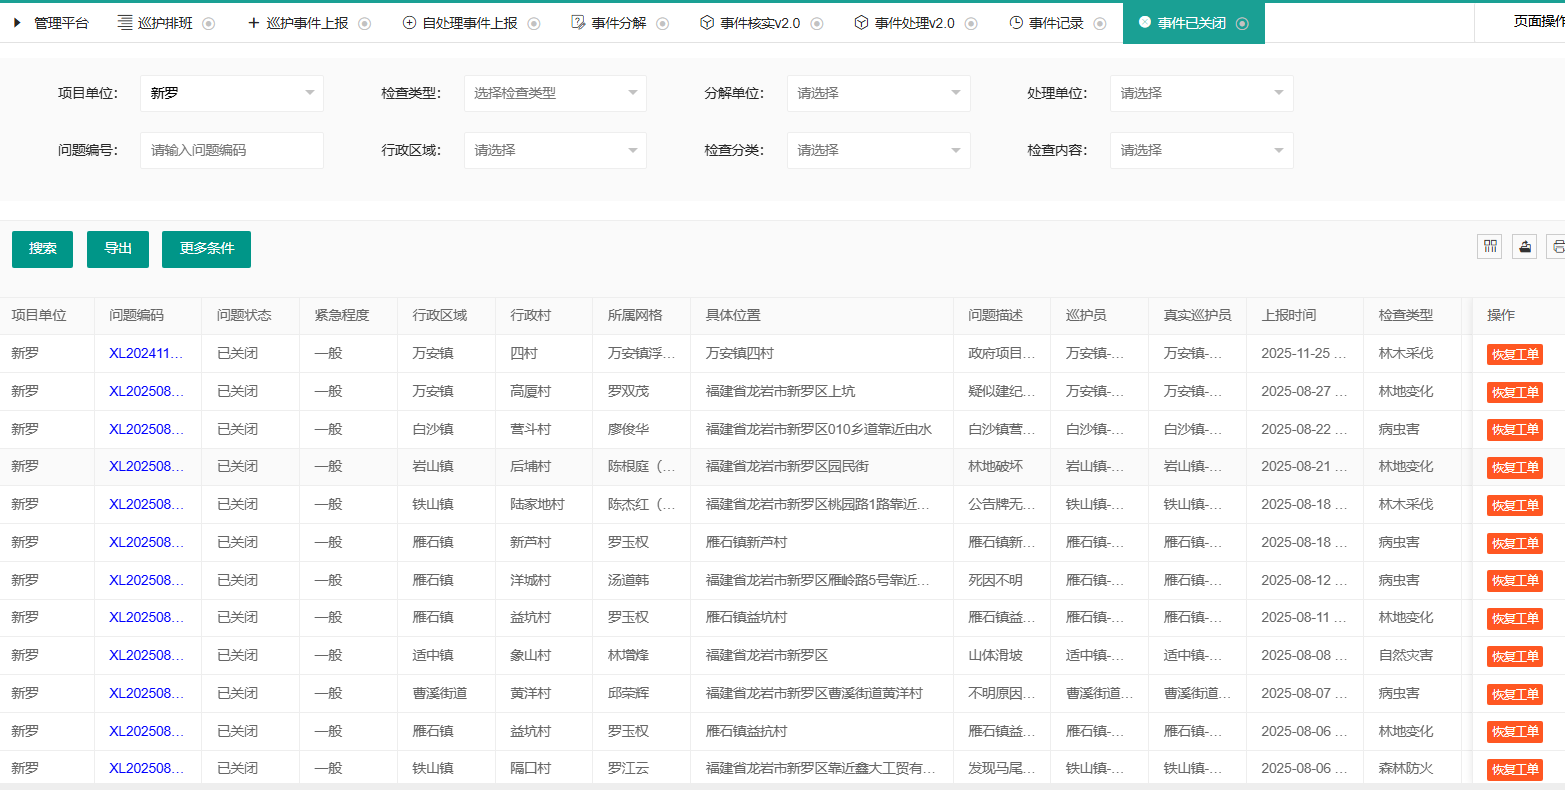 管理平台 巡护排班 巡护事件上报 自处理事件上报 事件分解 事件核实v2.0 事件处理v2.0 事件记录 事件已关闭 页面操作
项目单位: 新罗 检查类型: 选择检查类型 分解单位: 请选择 处理单位: 请选择
问题编号: 请输入问题编码 行政区域: 请选择 检查分类: 请选择 检查内容: 请选择
搜索 导出 更多条件
项目单位 问题编码 问题状态 紧急程度 行政区域 行政村 所属网格 具体位置 问题描述 巡护员 真实巡护员 上报时间 检查类型 操作
新罗 XL202411... 已关闭 一般 万安镇 四村 万安镇浮... 万安镇四村 政府项目... 万安镇-... 万安镇-... 2025-11-25 ... 林木采伐 恢复工单
新罗 XL202508... 已关闭 一般 万安镇 高厦村 罗双茂 福建省龙岩市新罗区上坑 疑似建纪... 万安镇-... 万安镇-... 2025-08-27 ... 林地变化 恢复工单
新罗 XL202508... 已关闭 一般 白沙镇 营斗村 廖俊华 福建省龙岩市新罗区010乡道靠近由水 白沙镇营... 白沙镇-... 白沙镇-... 2025-08-22 ... 病虫害 恢复工单
新罗 XL202508... 已关闭 一般 岩山镇 后埔村 陈根庭（... 福建省龙岩市新罗区园民街 林地破坏 岩山镇-... 岩山镇-... 2025-08-21 ... 林地变化 恢复工单
新罗 XL202508... 已关闭 一般 铁山镇 陆家地村 陈杰红（... 福建省龙岩市新罗区桃园路1路靠近... 公告牌无... 铁山镇-... 铁山镇-... 2025-08-18 ... 林木采伐 恢复工单
新罗 XL202508... 已关闭 一般 雁石镇 新芦村 罗玉权 雁石镇新芦村 雁石镇新... 雁石镇-... 雁石镇-... 2025-08-18 ... 病虫害 恢复工单
新罗 XL202508... 已关闭 一般 雁石镇 洋城村 汤道韩 福建省龙岩市新罗区雁岭路5号靠近... 死因不明 雁石镇-... 雁石镇-... 2025-08-12 ... 病虫害 恢复工单
新罗 XL202508... 已关闭 一般 雁石镇 益坑村 罗玉权 雁石镇益坑村 雁石镇益... 雁石镇-... 雁石镇-... 2025-08-11 ... 林地变化 恢复工单
新罗 XL202508... 已关闭 一般 适中镇 象山村 林增烽 福建省龙岩市新罗区 山体滑坡 适中镇-... 适中镇-... 2025-08-08 ... 自然灾害 恢复工单
新罗 XL202508... 已关闭 一般 曹溪街道 黄洋村 邱荣辉 福建省龙岩市新罗区曹溪街道黄洋村 不明原因... 曹溪街道... 曹溪街道... 2025-08-07 ... 病虫害 恢复工单
新罗 XL202508... 已关闭 一般 雁石镇 益坑村 罗玉权 雁石镇益抗村 雁石镇益... 雁石镇-... 雁石镇-... 2025-08-06 ... 林地变化 恢复工单
新罗 XL202508... 已关闭 一般 铁山镇 隔口村 罗江云 福建省龙岩市新罗区靠近鑫大工贸有... 发现马尾... 铁山镇-... 铁山镇-... 2025-08-06 ... 森林防火 恢复工单